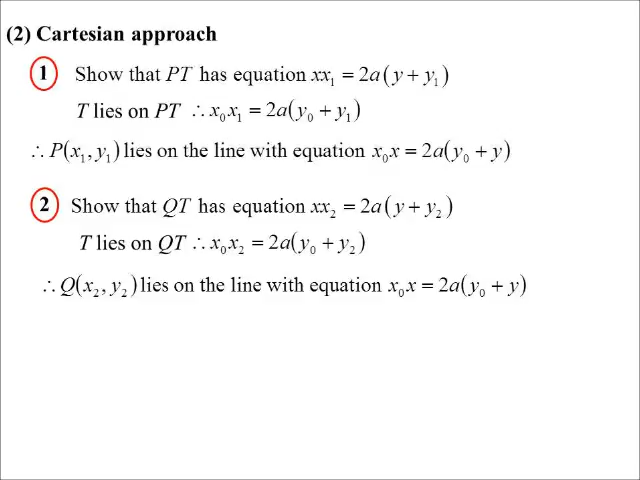 (2) Cartesian approach
1 Show that PT has equation xx₁ = 2a(y + y₁)
T lies on PT ∴ x₀x₁ = 2a(y₀ + y₁)
∴ P(x₁, y₁) lies on the line with equation x₀x = 2a(y₀ + y)
2 Show that QT has equation xx₂ = 2a(y + y₂)
T lies on QT ∴ x₀x₂ = 2a(y₀ + y₂)
∴ Q(x₂, y₂) lies on the line with equation x₀x = 2a(y₀ + y)